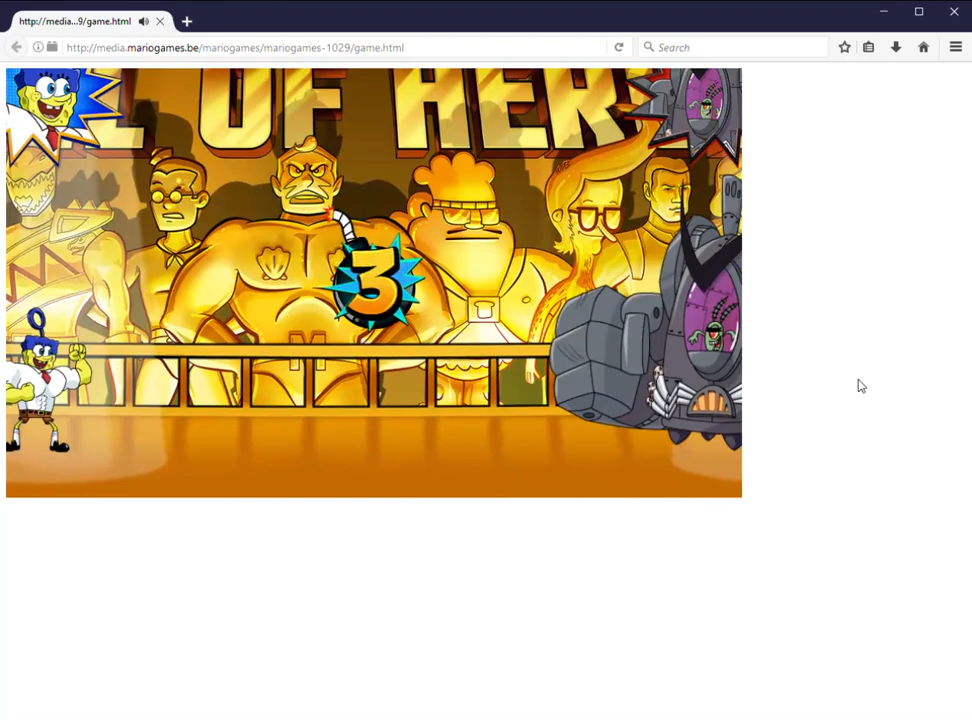 http://media...9/game.html
http://media.mariogames.be/mariogames/mariogames-1029/game.html
Search
OF HER
3